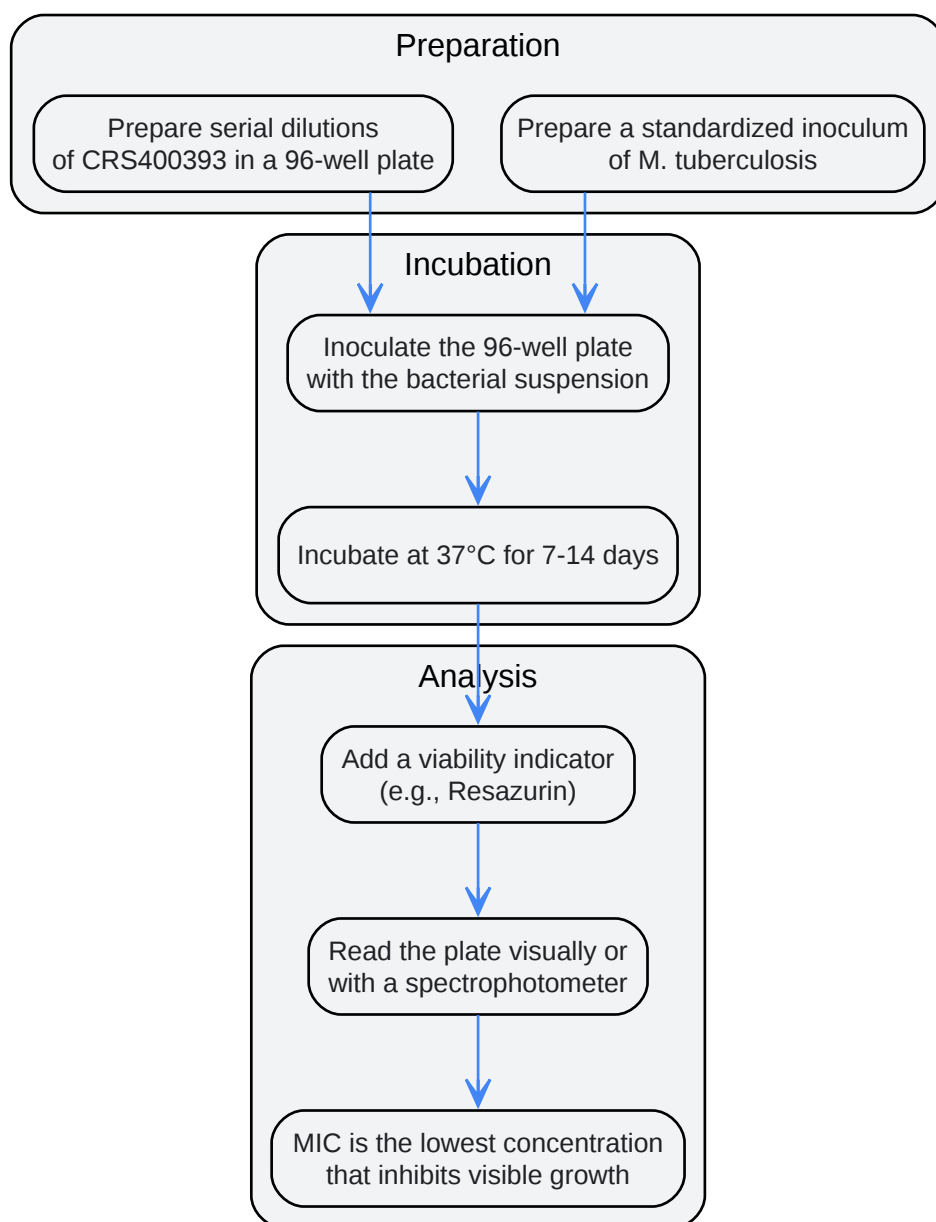 Preparation
Prepare serial dilutions
of CRS400393 in a 96-well plate
Prepare a standardized inoculum
of M. tuberculosis
Incubation
Inoculate the 96-well plate
with the bacterial suspension
Incubate at 37°C for 7-14 days
Analysis
Add a viability indicator
(e.g., Resazurin)
Read the plate visually or
with a spectrophotometer
MIC is the lowest concentration
that inhibits visible growth